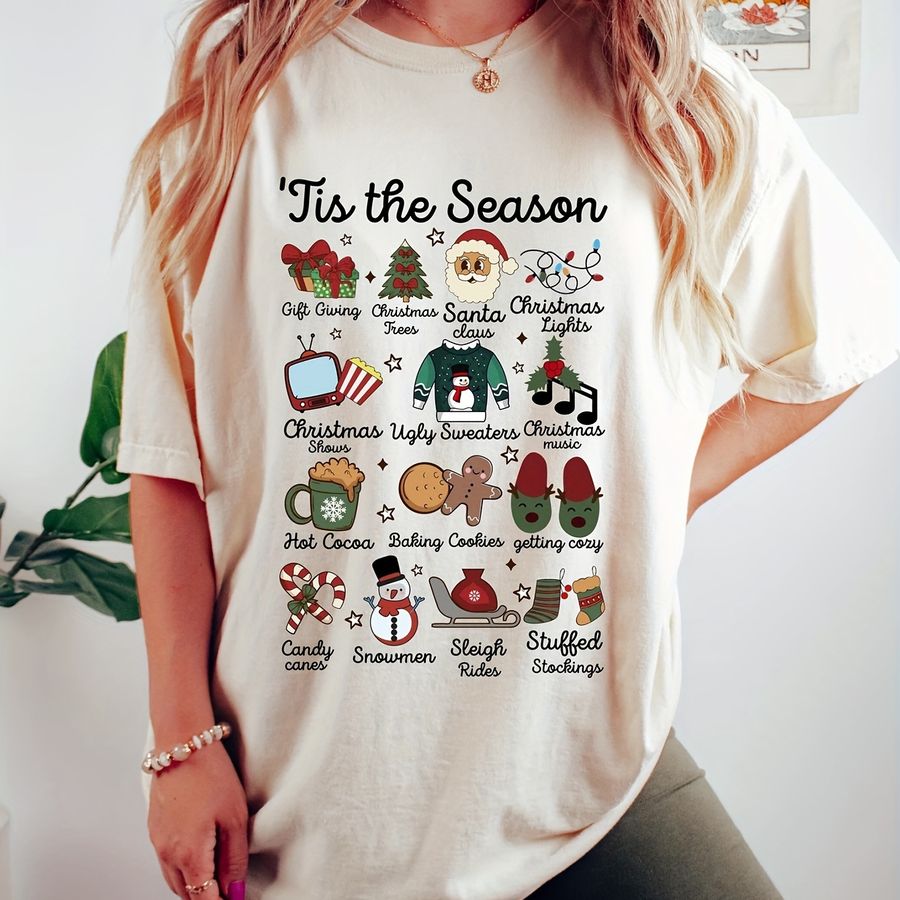 'Tis the Season
Gift Giving
Christmas
Trees
Santa
claus
Christmas
Lights
Christmas
Shows
Ugly Sweaters
Christmas
music
Hot Cocoa
Baking Cookies
getting cozy
Candy
canes
Snowmen
Sleigh
Rides
Stuffed
Stockings